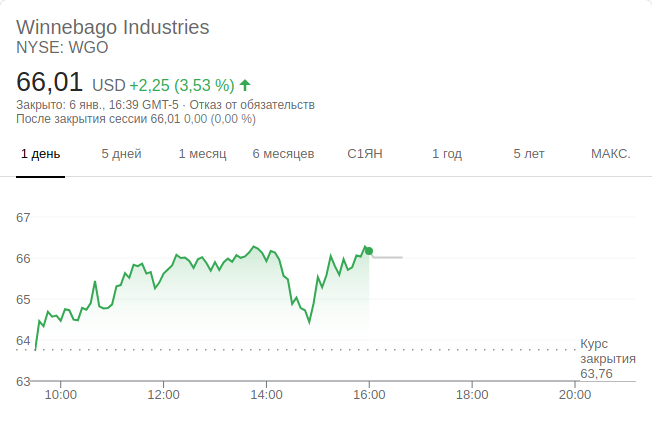 Winnebago Industries
NYSE: WGO
66,01 USD +2,25 (3,53 %)
Закрыто: 6 янв., 16:39 GMT-5 · Отказ от обязательств
После закрытия сессии 66,01 0,00 (0,00 %)
1 день 5 дней 1 месяц 6 месяцев С1ЯН 1 год 5 лет МАКС.
67
66
65
64
Курс
закрытия
63,76
63
10:00 12:00 14:00 16:00 18:00 20:00